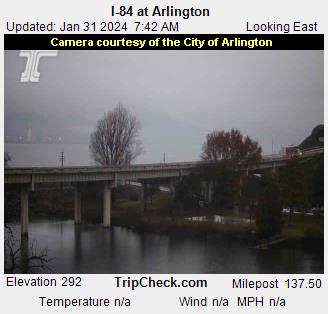 I-84 at Arlington
Updated: Jan 31 2024 7:42 AM Looking East
Camera courtesy of the City of Arlington
Elevation 292 TripCheck.com Milepost 137.50
Temperature n/a Wind n/a MPH n/a